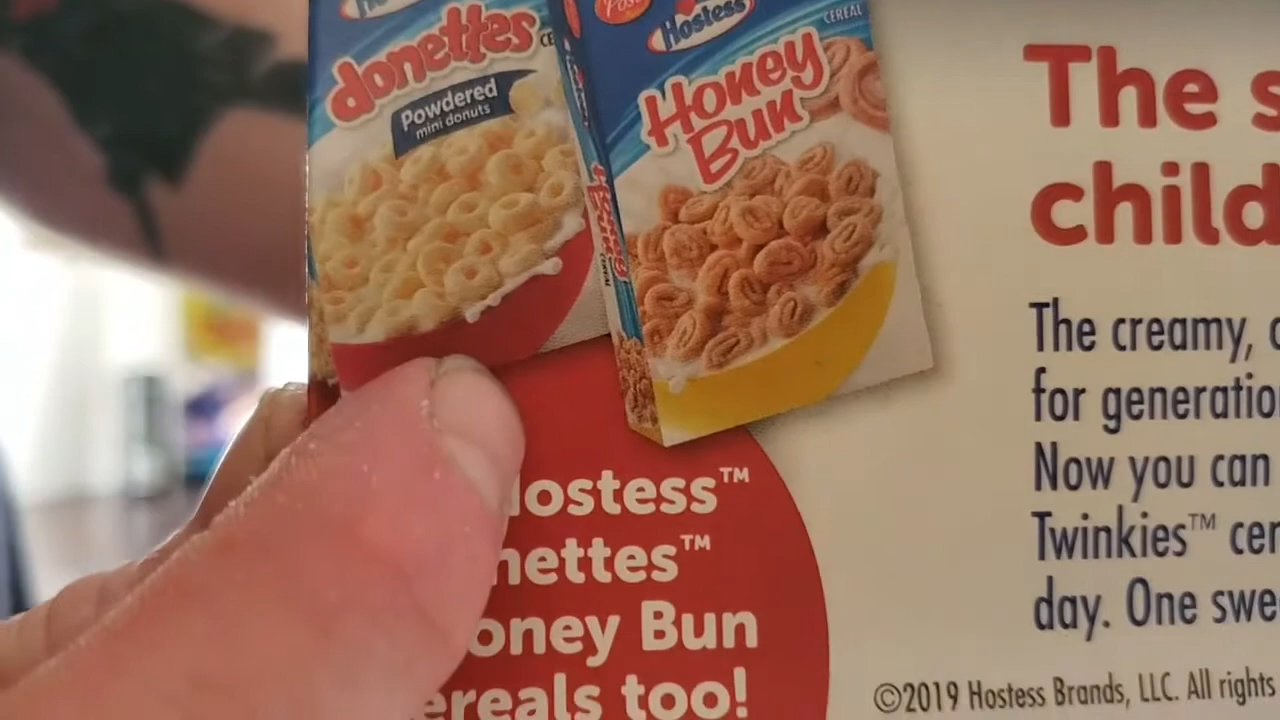 donettes
Powdered
mini donuts
Post
Hostess
CEREAL
Honey
Bun
The s
child
The creamy, c
for generatio
Now you can
Twinkies™ cer
day. One swe
ostess™
nettes™
oney Bun
ereals too!
©2019 Hostess Brands, LLC. All rights